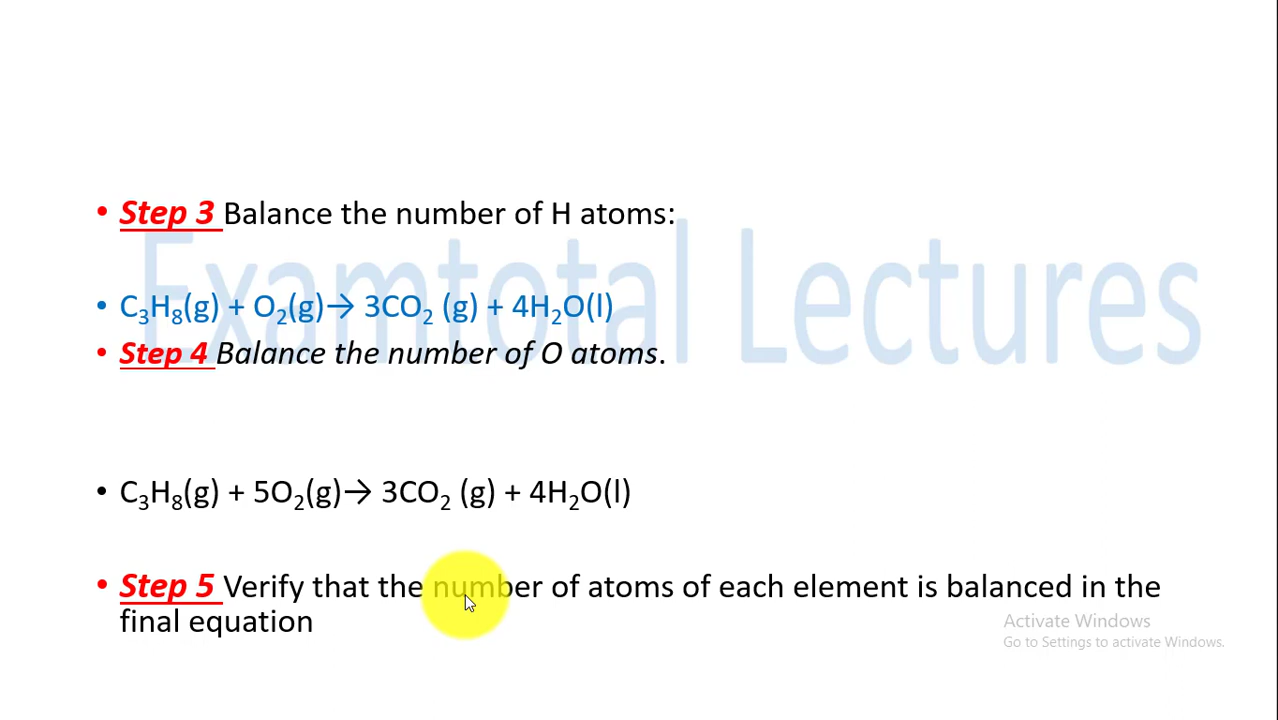 • Step 3 Balance the number of H atoms:
Examtotal Lectures
• C₃H₈(g) + O₂(g)→ 3CO₂ (g) + 4H₂O(l)
• Step 4 Balance the number of O atoms.
• C₃H₈(g) + 5O₂(g)→ 3CO₂ (g) + 4H₂O(l)
• Step 5 Verify that the number of atoms of each element is balanced in the
final equation
Activate Windows
Go to Settings to activate Windows.